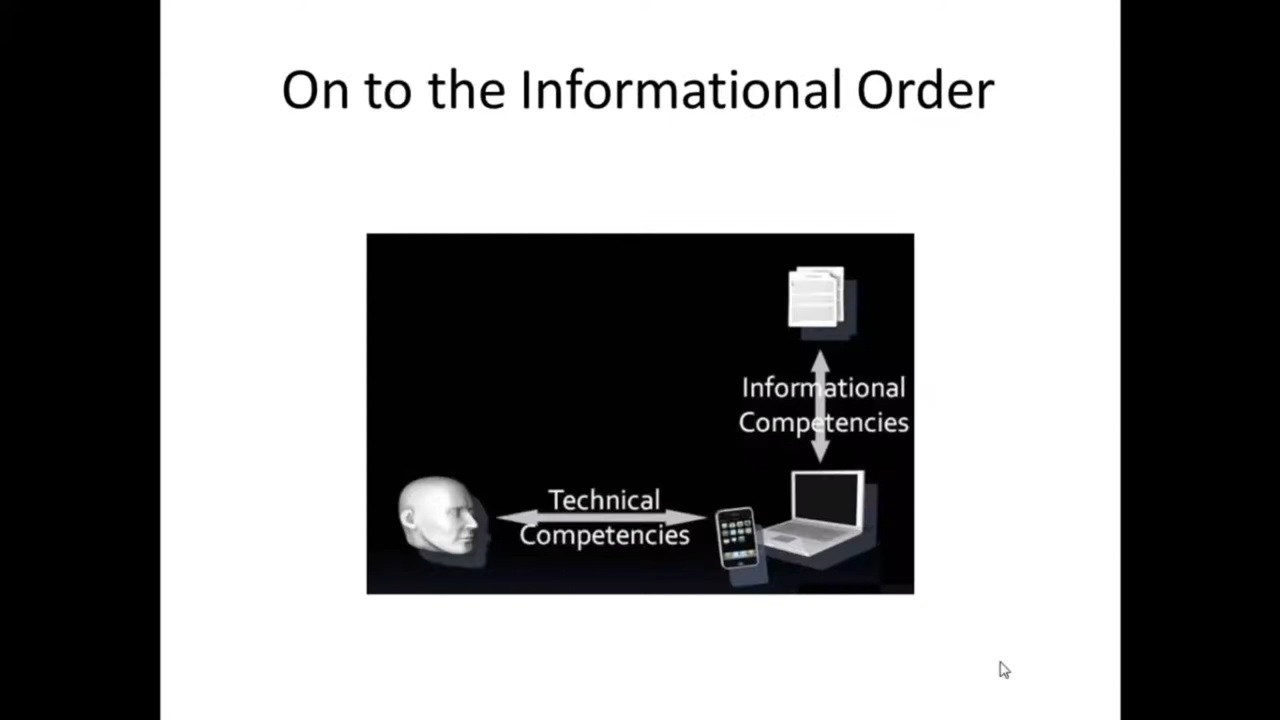 On to the Informational Order
Informational
Competencies
Technical
Competencies